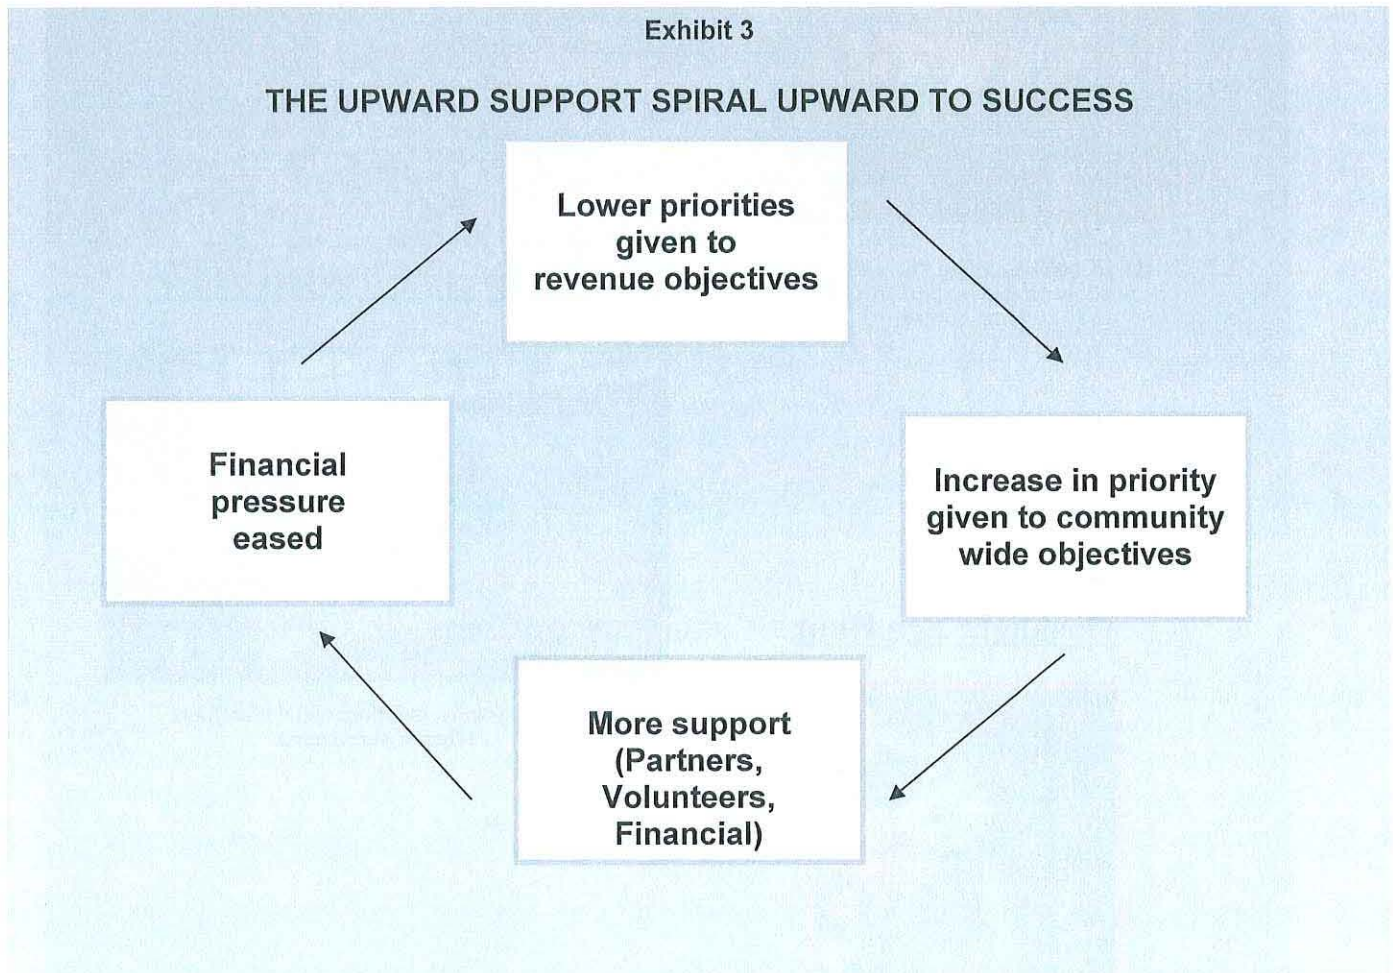 Exhibit 3
THE UPWARD SUPPORT SPIRAL UPWARD TO SUCCESS
Lower priorities
given to
revenue objectives
Increase in priority
given to community
wide objectives
More support
(Partners,
Volunteers,
Financial)
Financial
pressure
eased